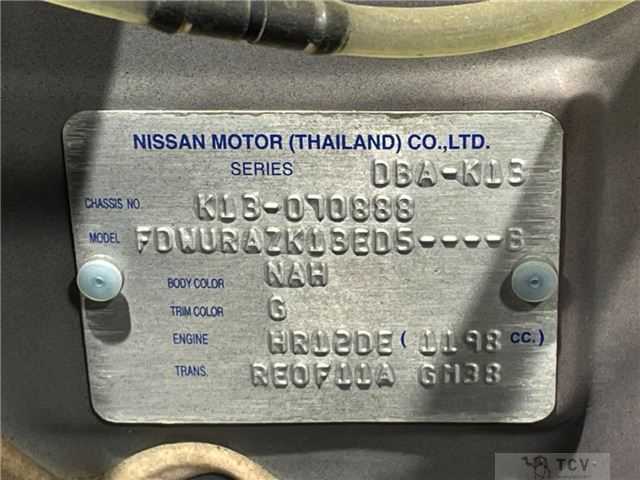 NISSAN MOTOR (THAILAND) CO.,LTD.
SERIES DBA-K13
CHASSIS NO. K13-070888
MODEL FDWURAZK13ED5----B
BODY COLOR NAH
TRIM COLOR G
ENGINE HR12DE ( 1198 CC. )
TRANS. RE0F11A GM38
TCV